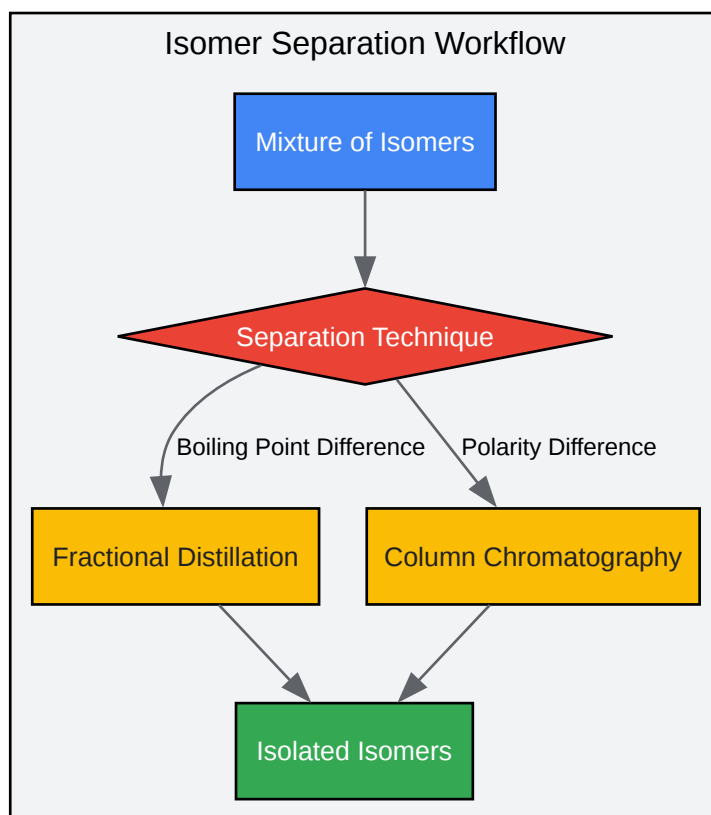 Isomer Separation Workflow
Mixture of Isomers
Separation Technique
Boiling Point Difference
Polarity Difference
Fractional Distillation
Column Chromatography
Isolated Isomers